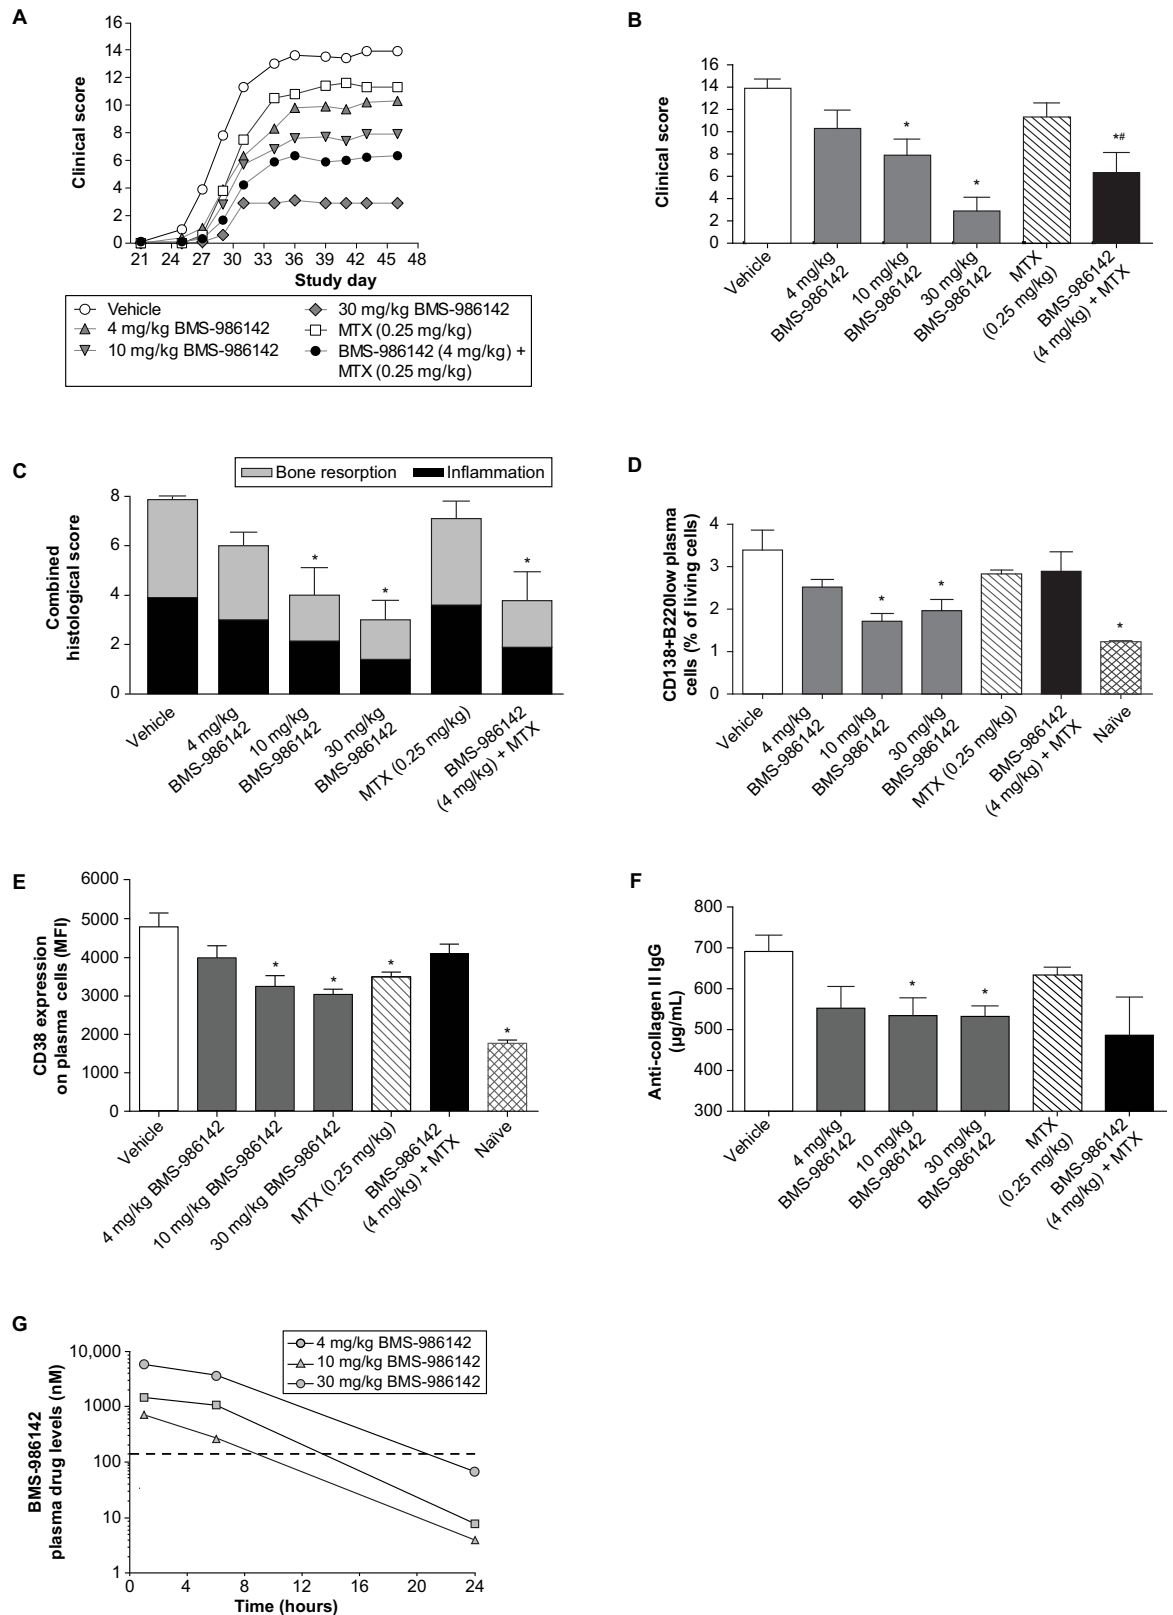 A
16
14
12
10
8
6
4
2
0
Clinical score
21 24 27 30 33 36 39 42 45 48
Study day
Vehicle
4 mg/kg BMS-986142
10 mg/kg BMS-986142
30 mg/kg BMS-986142
MTX (0.25 mg/kg)
BMS-986142 (4 mg/kg) +
MTX (0.25 mg/kg)
B
16
14
12
10
8
6
4
2
0
Clinical score
*
*
*#
Vehicle
4 mg/kg
BMS-986142
10 mg/kg
BMS-986142
30 mg/kg
BMS-986142
MTX
(0.25 mg/kg)
BMS-986142
(4 mg/kg) + MTX
C
Bone resorption Inflammation
8
6
4
2
0
Combined
histological score
*
*
*
Vehicle
4 mg/kg
BMS-986142
10 mg/kg
BMS-986142
30 mg/kg
BMS-986142
MTX (0.25 mg/kg)
BMS-986142
(4 mg/kg) + MTX
D
4
3
2
1
0
CD138+B220low plasma
cells (% of living cells)
*
*
*
Vehicle
4 mg/kg
BMS-986142
10 mg/kg
BMS-986142
30 mg/kg
BMS-986142
MTX (0.25 mg/kg)
BMS-986142
(4 mg/kg) + MTX
Naïve
E
6000
5000
4000
3000
2000
1000
0
CD38 expression
on plasma cells (MFI)
*
*
*
*
Vehicle
4 mg/kg BMS-986142
10 mg/kg BMS-986142
30 mg/kg BMS-986142
MTX (0.25 mg/kg)
BMS-986142
(4 mg/kg) + MTX
Naïve
F
800
700
600
500
400
300
Anti-collagen II IgG
(µg/mL)
*
*
Vehicle
4 mg/kg
BMS-986142
10 mg/kg
BMS-986142
30 mg/kg
BMS-986142
MTX
(0.25 mg/kg)
BMS-986142
(4 mg/kg) + MTX
G
4 mg/kg BMS-986142
10 mg/kg BMS-986142
30 mg/kg BMS-986142
10,000
1000
100
10
1
BMS-986142
plasma drug levels (nM)
0 4 8 12 16 20 24
Time (hours)